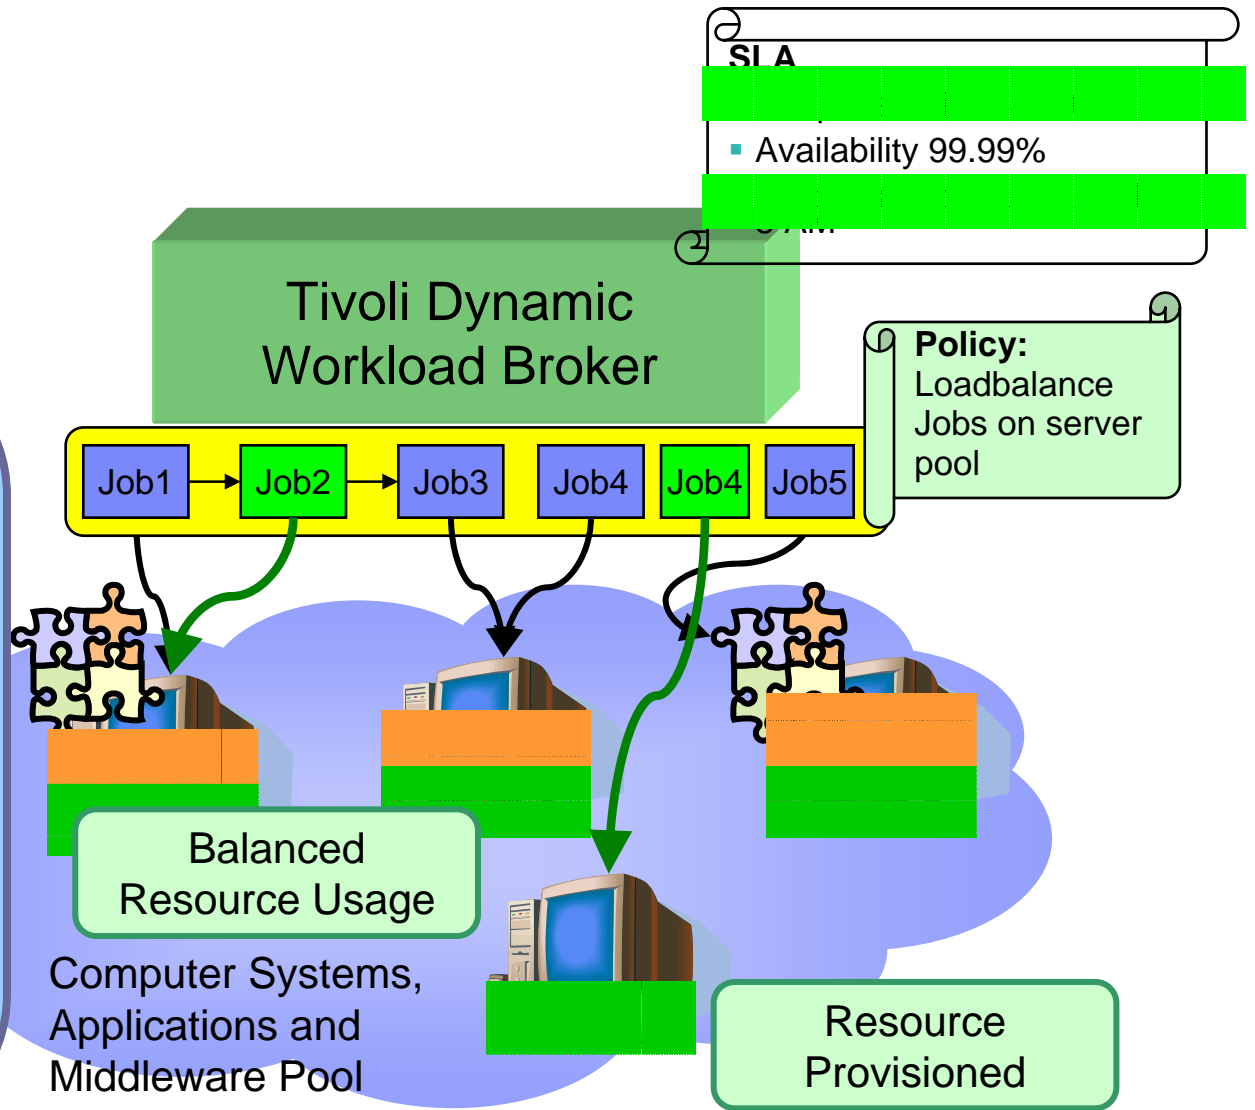 SLA
Availability 99.99%
AM
Tivoli Dynamic
Workload Broker
Policy:
Loadbalance
Jobs on server
pool
Job1
Job2
Job3
Job4
Job4
Job5
Balanced
Resource Usage
Computer Systems,
Applications and
Middleware Pool
Resource
Provisioned